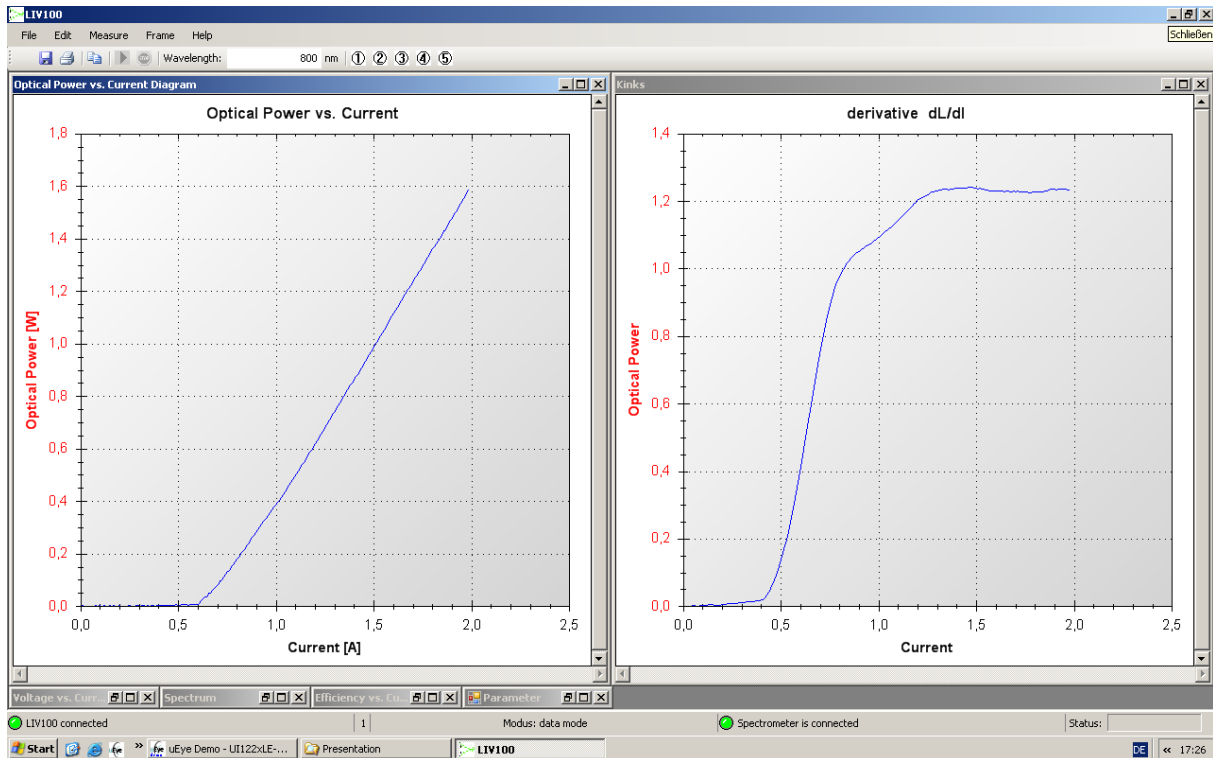 LIV100
File Edit Measure Frame Help
Schließen
Wavelength: 800 nm ① ② ③ ④ ⑤
Optical Power vs. Current Diagram
Optical Power vs. Current
1,8
1,6
1,4
1,2
1,0
0,8
0,6
0,4
0,2
0,0
Optical Power [W]
0,0 0,5 1,0 1,5 2,0 2,5
Current [A]
Kinks
derivative dL/dI
1,4
1,2
1,0
0,8
0,6
0,4
0,2
0,0
Optical Power
0,0 0,5 1,0 1,5 2,0 2,5
Current
Voltage vs. Curr... Spectrum Efficiency vs. Cu... Parameter
LIV100 connected 1 Modus: data mode Spectrometer is connected Status:
Start » uEye Demo - UI122xLE-... Presentation LIV100 DE « 17:26